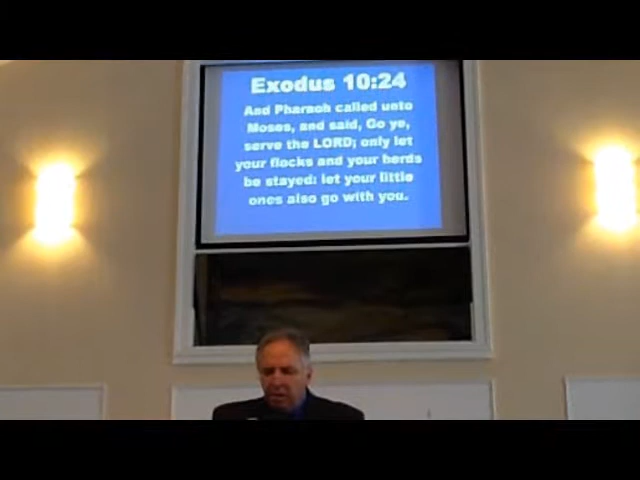 Exodus 10:24
And Pharaoh called unto
Moses, and said, Go ye,
serve the LORD; only let
your flocks and your herds
be stayed: let your little
ones also go with you.